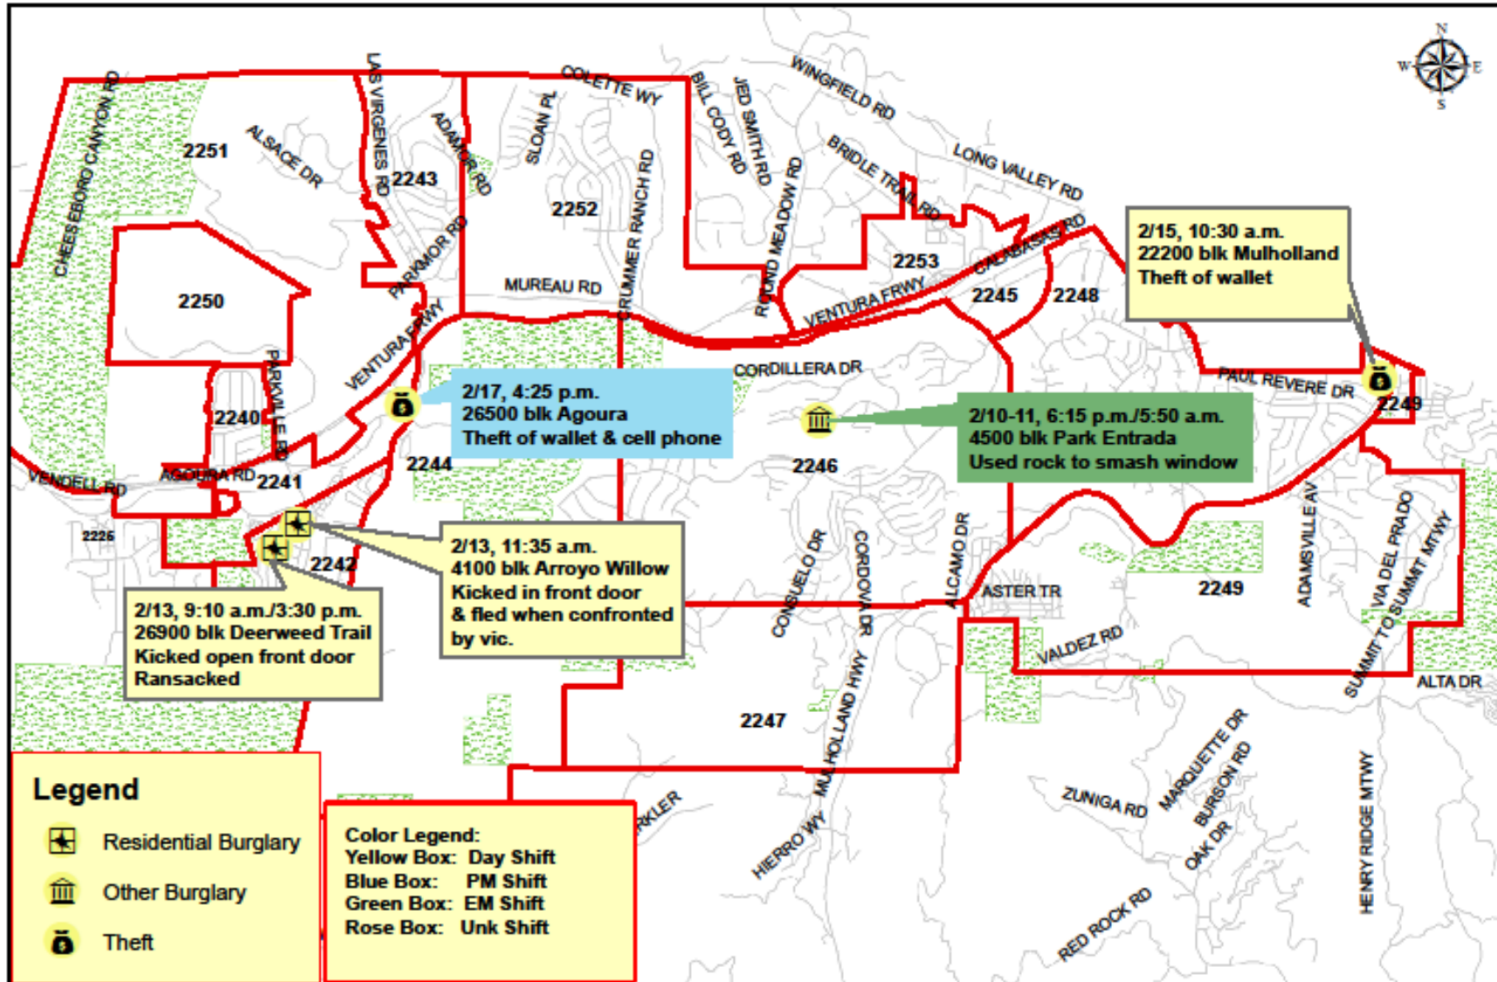 N
W E
S
COLETTE WY
WINGFIELD RD
LAS VIRGENES RD
CHEESEBORO CANYON RD
ADAMOR RD
SLOAN PL
BILL CODY RD
JED SMITH RD
2251
ALSACE DR
2243
2252
CRUMMER RANCH RD
ROUND MEADOW RD
BRIDLE TRAIL RD
LONG VALLEY RD
PARKMOR RD
2253
CALABASAS RD
2/15, 10:30 a.m.
22200 blk Mulholland
Theft of wallet
2250
MUREAU RD
VENTURA FRWY
2245
2248
VENTURA FRWY
PARKVILLE RD
CORDILLERA DR
PAUL REVERE DR
2249
2240
2/17, 4:25 p.m.
26500 blk Agoura
Theft of wallet & cell phone
2/10-11, 6:15 p.m./5:50 a.m.
4500 blk Park Entrada
Used rock to smash window
VENDELL RD
AGOURA RD
2241
2244
2246
2226
2242
2/13, 11:35 a.m.
4100 blk Arroyo Willow
Kicked in front door
& fled when confronted
by vic.
CONSUELO DR
CORDOVA DR
ALCAMO DR
ADAMSVILLE AV
VIA DEL PRADO
SUMMIT TO SUMMIT MTWY
2/13, 9:10 a.m./3:30 p.m.
26900 blk Deerweed Trail
Kicked open front door
Ransacked
ASTER TR
2249
VALDEZ RD
ALTA DR
2247
MULHOLLAND HWY
MARQUETTE DR
BURSON RD
ZUNIGA RD
OAK DR
HENRY RIDGE MTWY
HIERRO WY
RED ROCK RD
Legend
Residential Burglary
Other Burglary
Theft
Color Legend:
Yellow Box: Day Shift
Blue Box: PM Shift
Green Box: EM Shift
Rose Box: Unk Shift